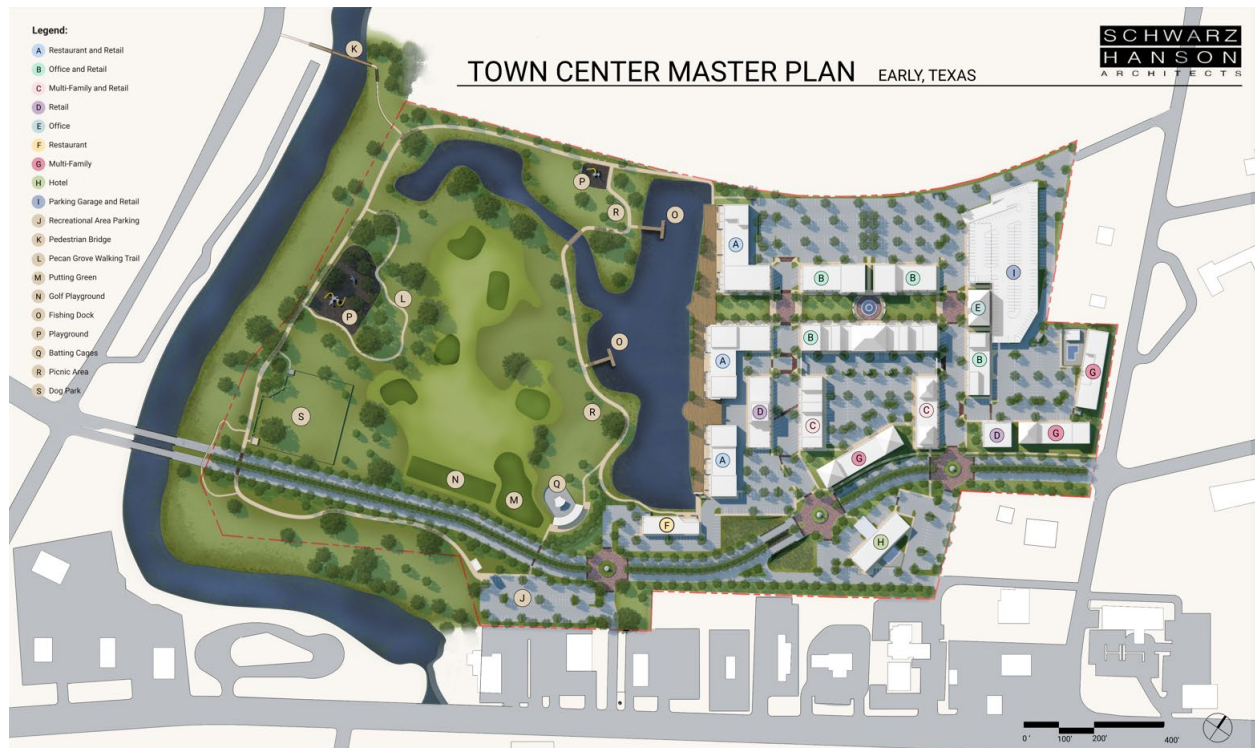 Legend:
A Restaurant and Retail
B Office and Retail
C Multi-Family and Retail
D Retail
E Office
F Restaurant
G Multi-Family
H Hotel
I Parking Garage and Retail
J Recreational Area Parking
K Pedestrian Bridge
L Pecan Grove Walking Trail
M Putting Green
N Golf Playground
O Fishing Dock
P Playground
Q Batting Cages
R Picnic Area
S Dog Park
TOWN CENTER MASTER PLAN EARLY, TEXAS
SCHWARZ
HANSON
ARCHITECTS
K
P
R
O
A
B
B
I
L
P
E
O
A
B
B
G
R
D
C
C
S
D
G
A
G
N
M
Q
F
H
J
0' 100' 200' 400'